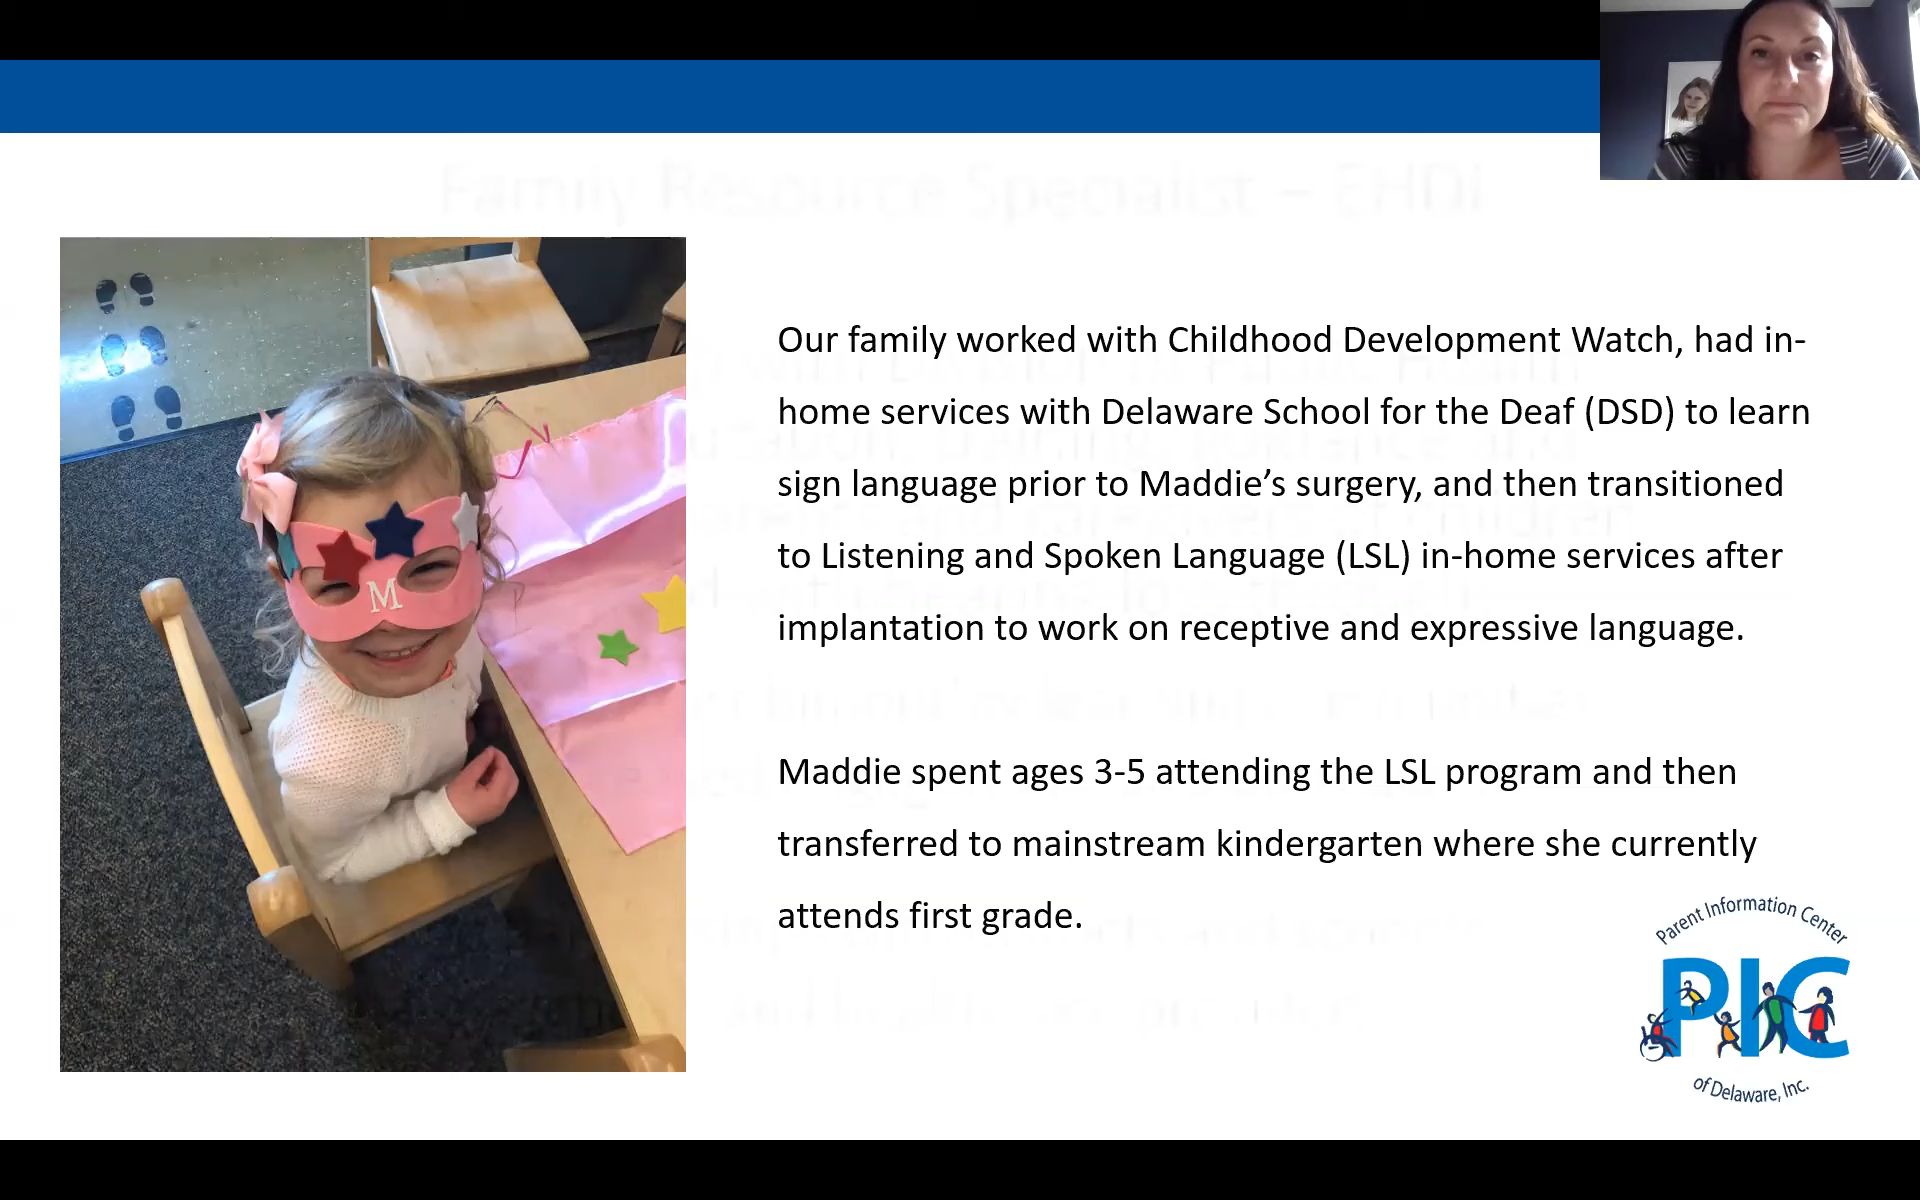 Family Resource Specialist – EHDI
Our family worked with Childhood Development Watch, had in-
home services with Delaware School for the Deaf (DSD) to learn
sign language prior to Maddie’s surgery, and then transitioned
to Listening and Spoken Language (LSL) in-home services after
implantation to work on receptive and expressive language.
Maddie spent ages 3-5 attending the LSL program and then
transferred to mainstream kindergarten where she currently
attends first grade.
M
Parent Information Center
PIC
of Delaware, Inc.